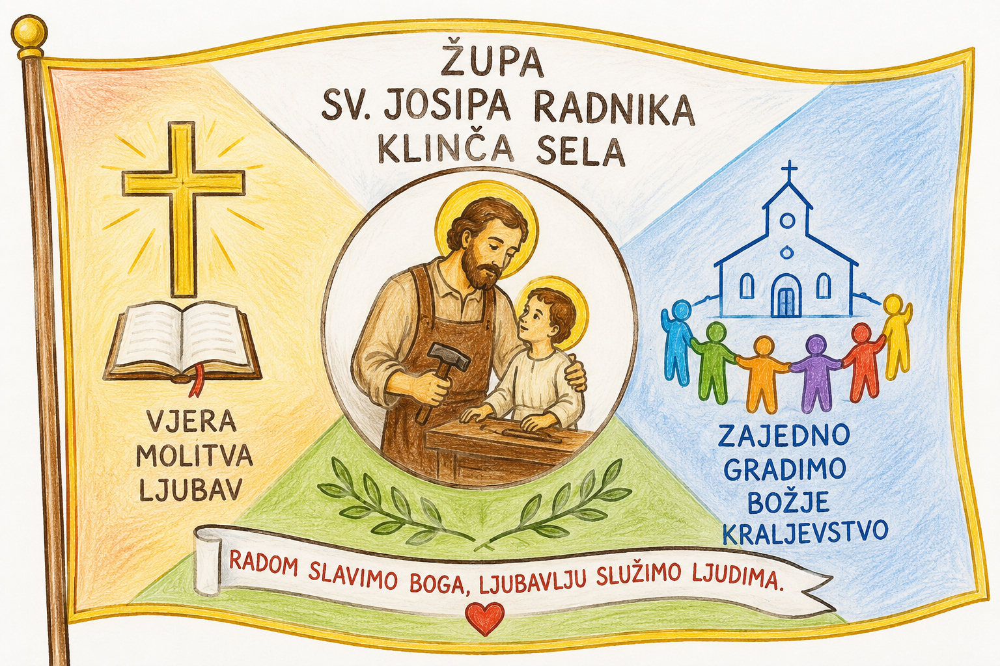 ŽUPA
SV. JOSIPA RADNIKA
KLINČA SELA
VJERA
MOLITVA
LJUBAV
ZAJEDNO
GRADIMO
BOŽJE
KRALJEVSTVO
RADOM SLAVIMO BOGA, LJUBAVLJU SLUŽIMO LJUDIMA.